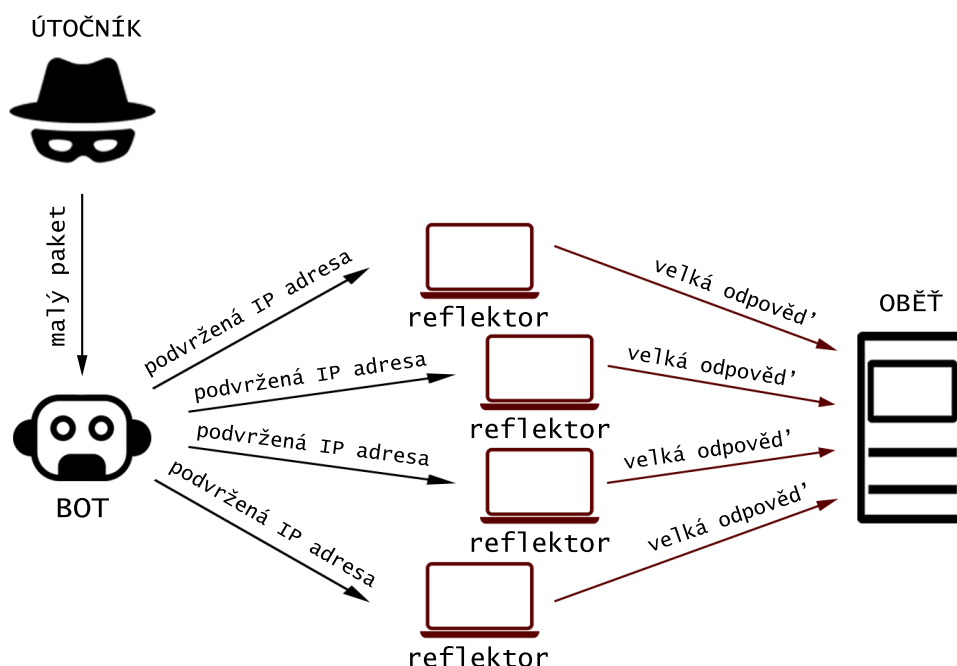 ÚTOČNÍK
malý paket
BOT
podvržená IP adresa
podvržená IP adresa
podvržená IP adresa
podvržená IP adresa
reflektor
reflektor
reflektor
reflektor
velká odpověď
velká odpověď
velká odpověď
velká odpověď
OBĚŤ